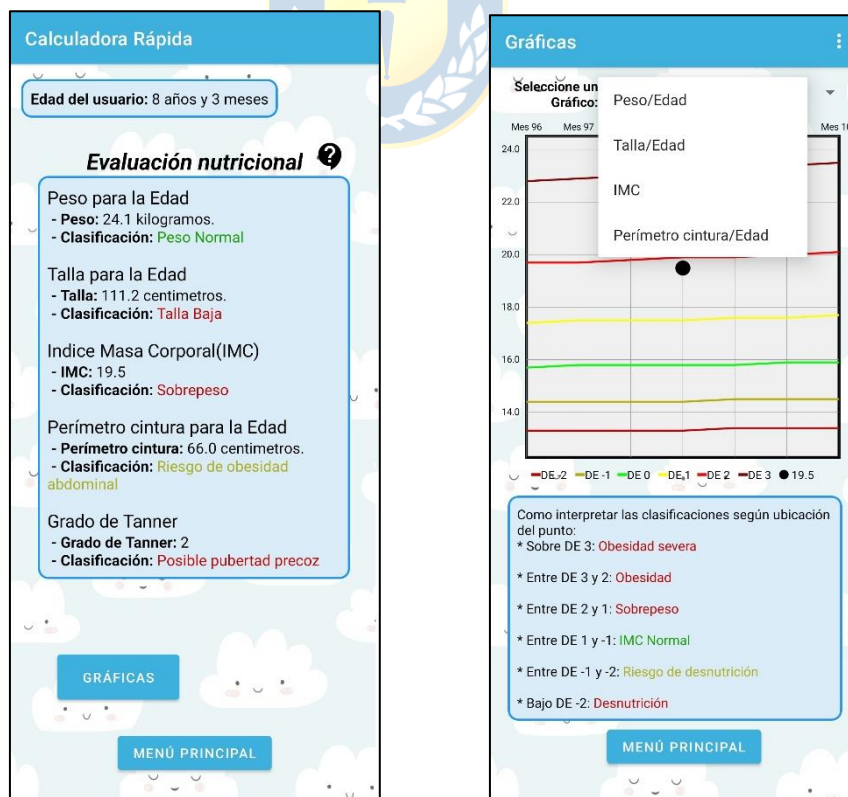 Calculadora Rápida
Edad del usuario: 8 años y 3 meses
Evaluación nutricional
Peso para la Edad
- Peso: 24.1 kilogramos.
- Clasificación: Peso Normal
Talla para la Edad
- Talla: 111.2 centimetros.
- Clasificación: Talla Baja
Indice Masa Corporal(IMC)
- IMC: 19.5
- Clasificación: Sobrepeso
Perímetro cintura para la Edad
- Perímetro cintura: 66.0 centimetros.
- Clasificación: Riesgo de obesidad
abdominal
Grado de Tanner
- Grado de Tanner: 2
- Clasificación: Posible pubertad precoz
GRÁFICAS
MENÚ PRINCIPAL
Gráficas
Seleccione un
Gráfico:
Peso/Edad
Talla/Edad
IMC
Perímetro cintura/Edad
Mes 96 Mes 97 Mes
24.0
22.0
20.0
18.0
16.0
14.0
DE -2 DE -1 DE 0 DE 1 DE 2 DE 3 19.5
Como interpretar las clasificaciones según ubicación
del punto:
* Sobre DE 3: Obesidad severa
* Entre DE 3 y 2: Obesidad
* Entre DE 2 y 1: Sobrepeso
* Entre DE 1 y -1: IMC Normal
* Entre DE -1 y -2: Riesgo de desnutrición
* Bajo DE -2: Desnutrición
MENÚ PRINCIPAL